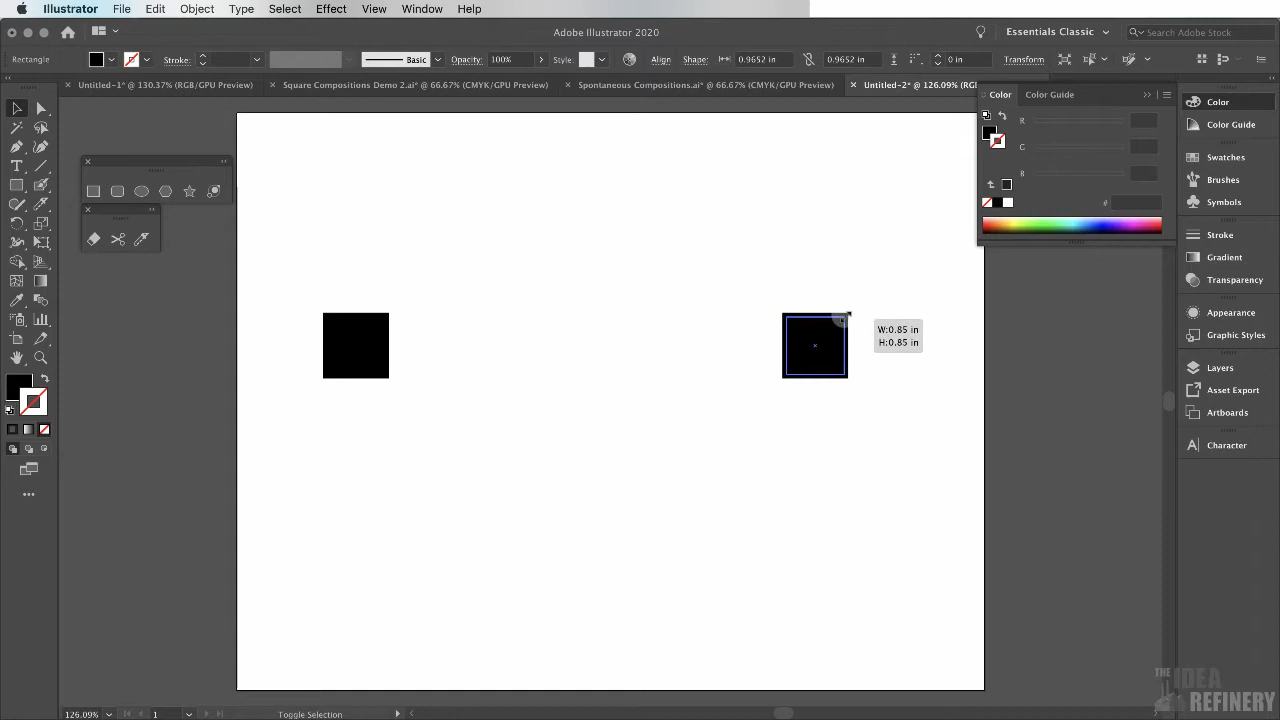 Illustrator File Edit Object Type Select Effect View Window Help
Adobe Illustrator 2020
Essentials Classic
Search Adobe Stock
Rectangle
Stroke:
Basic
Opacity: 100%
Style:
Align
Shape:
0.9652 in
0.9652 in
0 in
Transform
Untitled-1* @ 130.37% (RGB/GPU Preview)
Square Compositions Demo 2.ai* @ 66.67% (CMYK/GPU Preview)
Spontaneous Compositions.ai* @ 66.67% (CMYK/GPU Preview)
Untitled-2* @ 126.09% (RG
Color
Color Guide
R
G
B
#
Color
Color Guide
Swatches
Brushes
Symbols
Stroke
Gradient
Transparency
Appearance
Graphic Styles
Layers
Asset Export
Artboards
Character
W:0.85 in
H:0.85 in
126.09%
1
Toggle Selection
THE IDEA
REFINERY